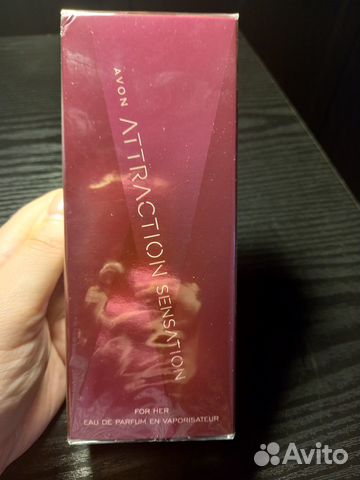 AVON
ATTRACTION SENSATION
FOR HER
EAU DE PARFUM EN VAPORISATEUR
Avito